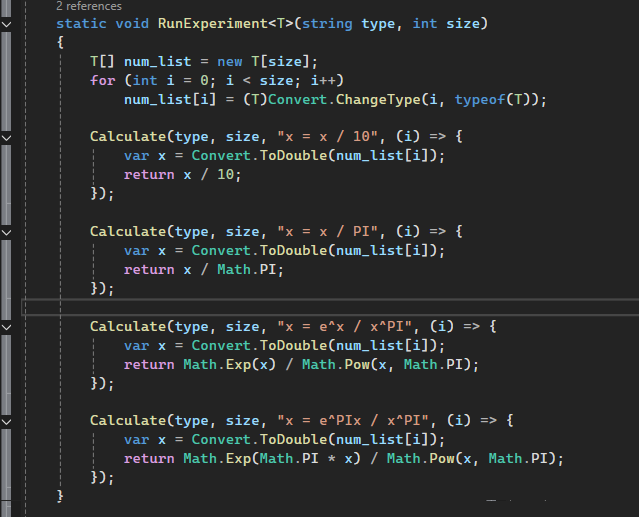 2 references
static void RunExperiment<T>(string type, int size)
{
T[] num_list = new T[size];
for (int i = 0; i < size; i++)
num_list[i] = (T)Convert.ChangeType(i, typeof(T));
Calculate(type, size, "x = x / 10", (i) => {
var x = Convert.ToDouble(num_list[i]);
return x / 10;
});
Calculate(type, size, "x = x / PI", (i) => {
var x = Convert.ToDouble(num_list[i]);
return x / Math.PI;
});
Calculate(type, size, "x = e^x / x^PI", (i) => {
var x = Convert.ToDouble(num_list[i]);
return Math.Exp(x) / Math.Pow(x, Math.PI);
});
Calculate(type, size, "x = e^PIx / x^PI", (i) => {
var x = Convert.ToDouble(num_list[i]);
return Math.Exp(Math.PI * x) / Math.Pow(x, Math.PI);
});
}